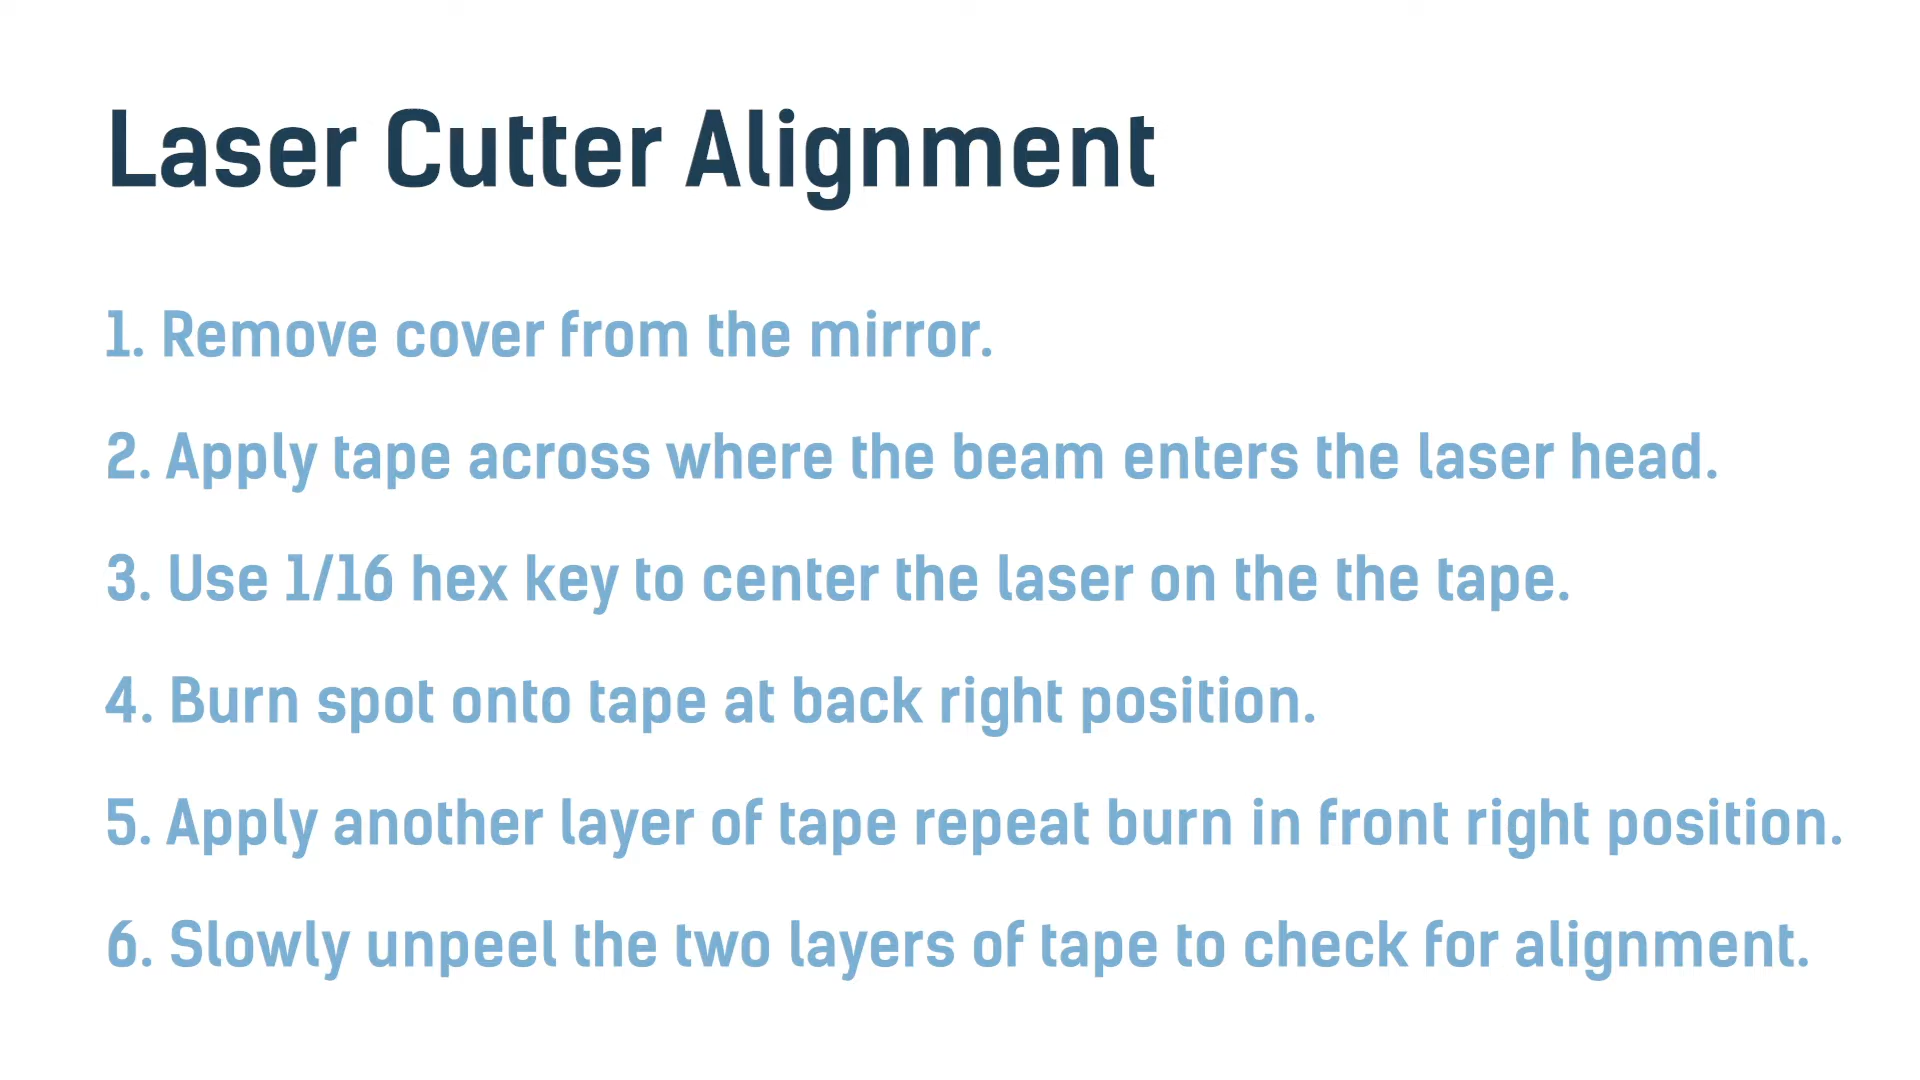 Laser Cutter Alignment
1. Remove cover from the mirror.
2. Apply tape across where the beam enters the laser head.
3. Use 1/16 hex key to center the laser on the the tape.
4. Burn spot onto tape at back right position.
5. Apply another layer of tape repeat burn in front right position.
6. Slowly unpeel the two layers of tape to check for alignment.